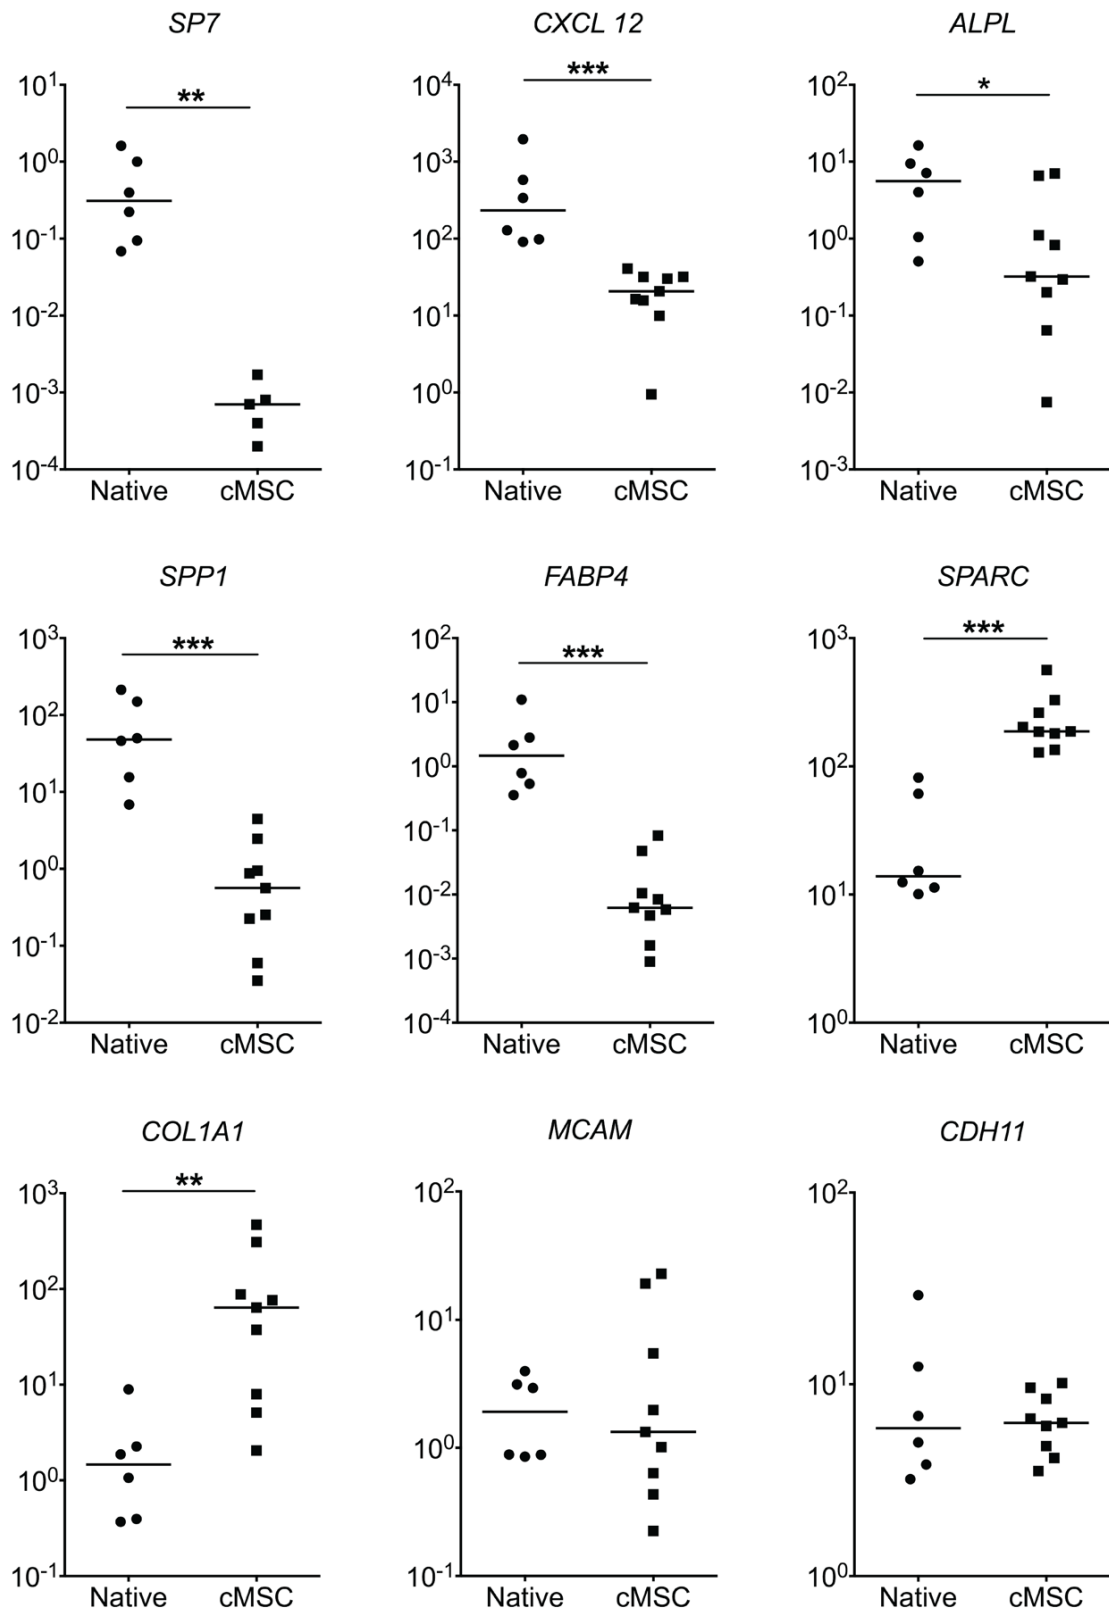 SP7 CXCL 12 ALPL
** *** *
10^1 10^4 10^2
10^0 10^3 10^1
10^-1 10^2 10^0
10^-2 10^1 10^-1
10^-3 10^0 10^-2
10^-4 10^-1 10^-3
Native cMSC Native cMSC Native cMSC
SPP1 FABP4 SPARC
*** *** ***
10^3 10^2 10^3
10^2 10^1
10^1 10^0 10^2
10^0 10^-1
10^-1 10^-2 10^1
10^-3
10^-2 10^-4 10^0
Native cMSC Native cMSC Native cMSC
COL1A1 MCAM CDH11
**
10^3 10^2 10^2
10^2 10^1
10^1 10^1
10^0 10^0
10^-1 10^-1 10^0
Native cMSC Native cMSC Native cMSC